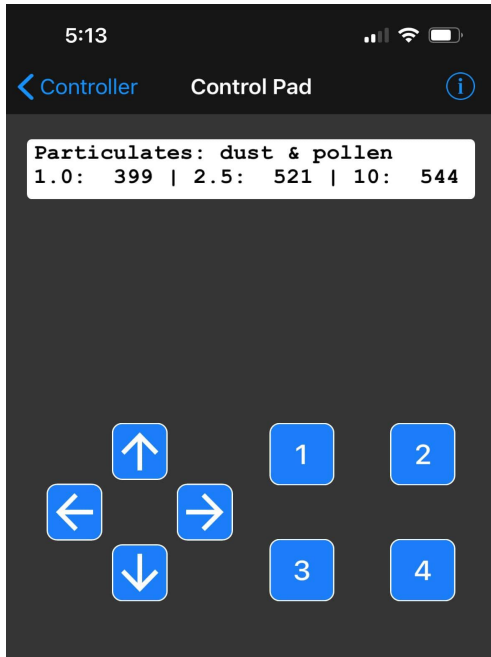 5:13
Controller Control Pad
Particulates: dust & pollen
1.0: 399 | 2.5: 521 | 10: 544
1 2
3 4